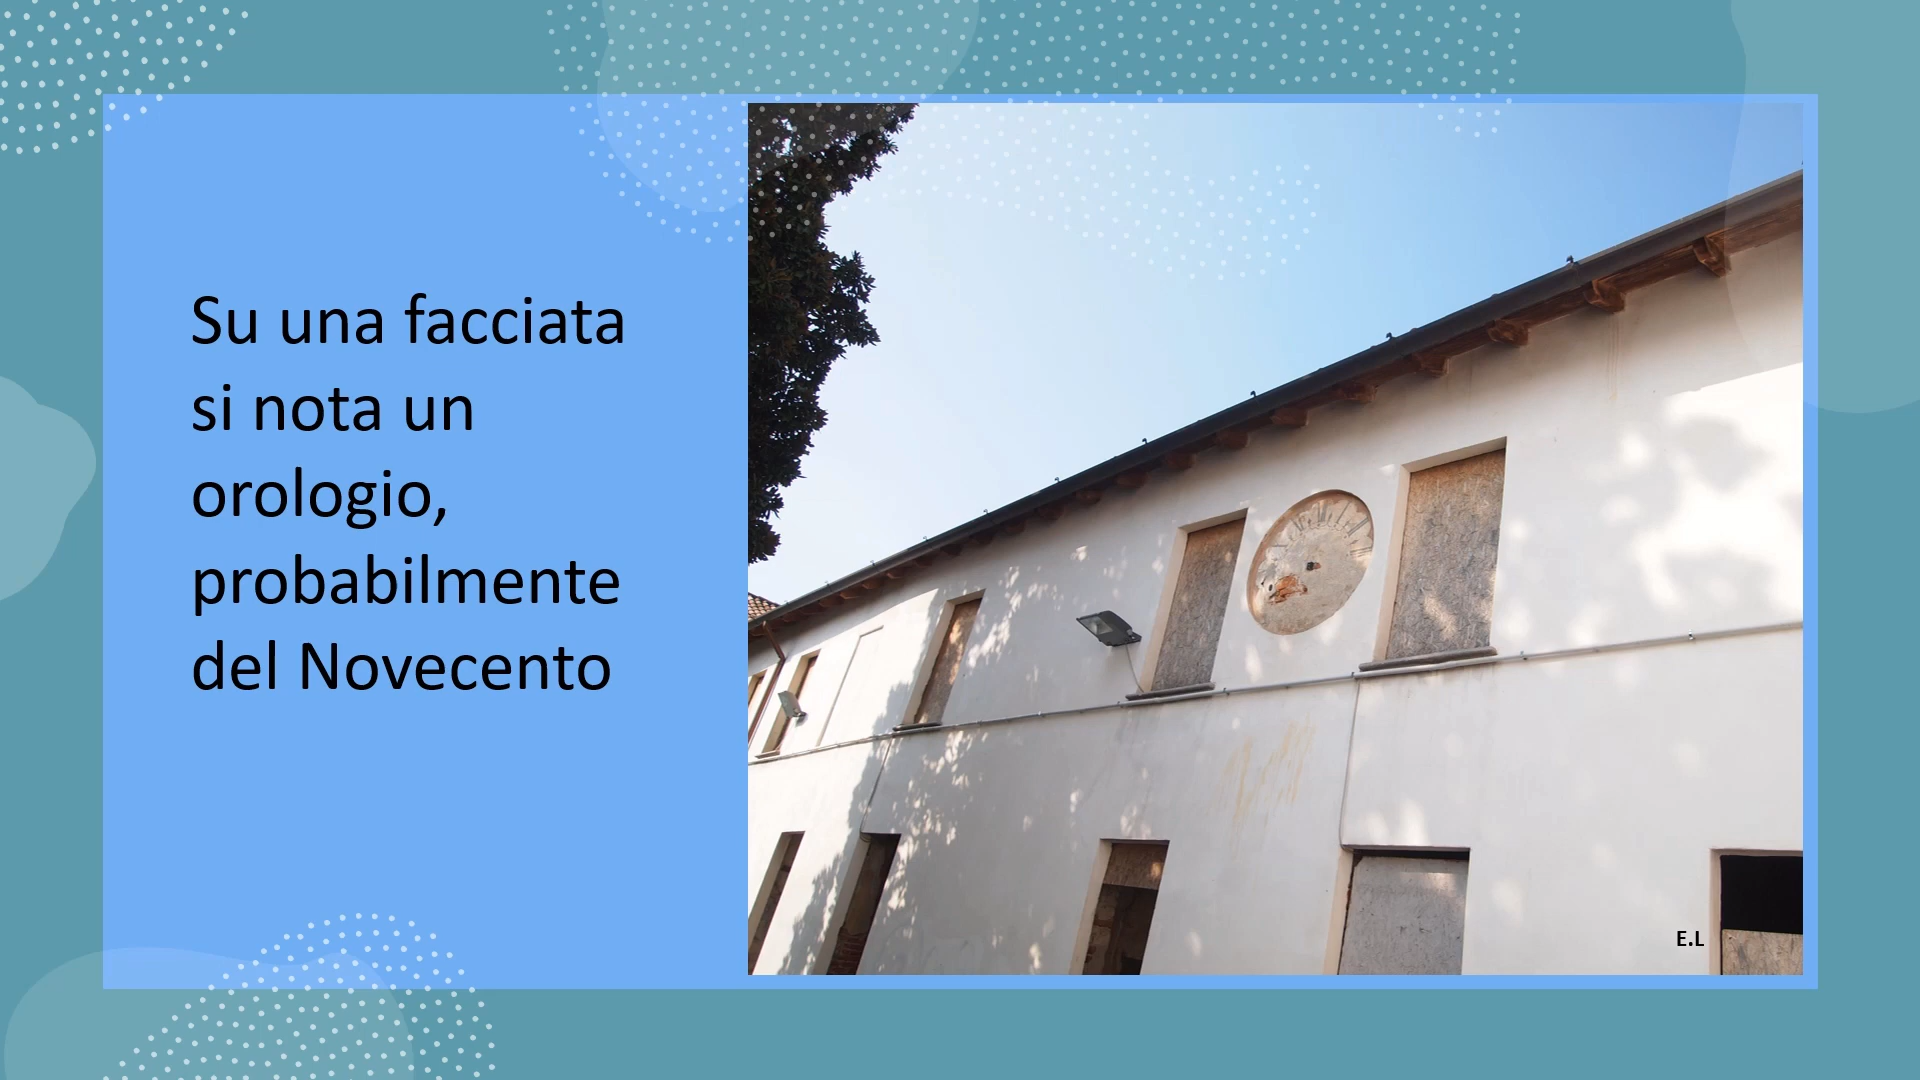 Su una facciata
si nota un
orologio,
probabilmente
del Novecento
E.L